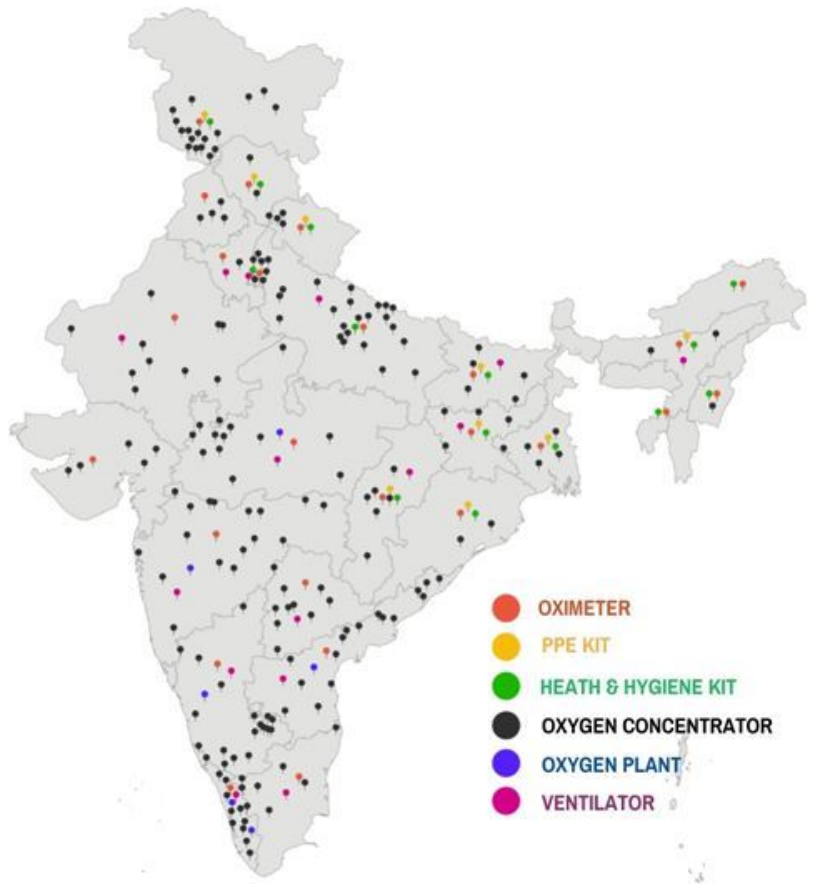 OXIMETER
PPE KIT
HEATH & HYGIENE KIT
OXYGEN CONCENTRATOR
OXYGEN PLANT
VENTILATOR